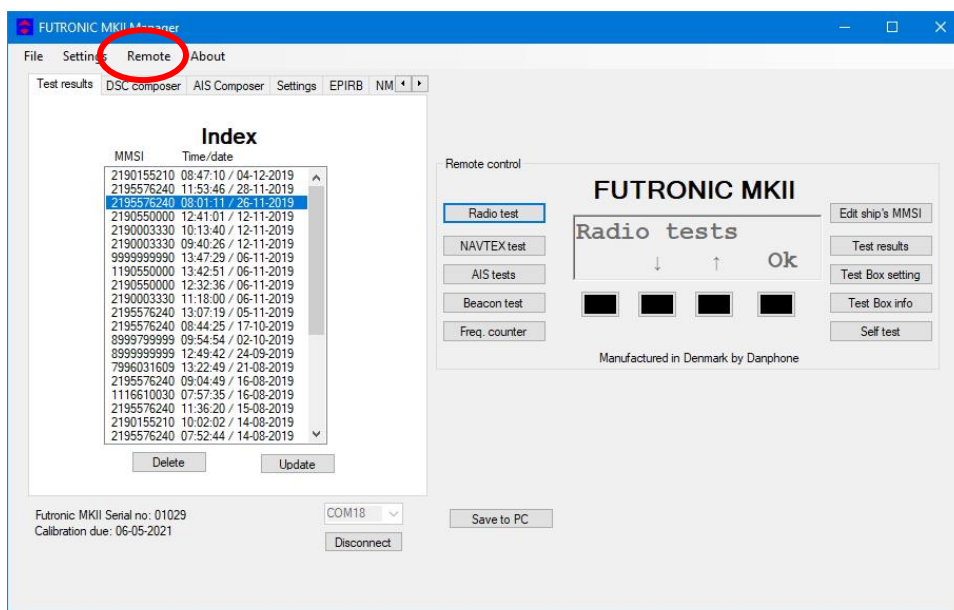 FUTRONIC MKII Manager
File Settings Remote About
Test results DSC composer AIS Composer Settings EPIRB NM
Index
MMSI Time/date
2190155210 08:47:10 / 04-12-2019
2195576240 11:53:46 / 28-11-2019
2195576240 08:01:11 / 26-11-2019
2190550000 12:41:01 / 12-11-2019
2190003330 10:13:40 / 12-11-2019
2190003330 09:40:26 / 12-11-2019
9999999990 13:47:29 / 06-11-2019
1190550000 13:42:51 / 06-11-2019
2190550000 12:32:36 / 06-11-2019
2190003330 11:18:00 / 06-11-2019
2195576240 13:07:19 / 05-11-2019
2195576240 08:44:25 / 17-10-2019
8999799999 09:54:54 / 02-10-2019
8999999999 12:49:42 / 24-09-2019
7996031609 13:22:49 / 21-08-2019
2195576240 09:04:49 / 16-08-2019
1116610030 07:57:35 / 16-08-2019
2195576240 11:36:20 / 15-08-2019
2190155210 10:02:02 / 14-08-2019
2195576240 07:52:44 / 14-08-2019
Delete Update
Remote control
FUTRONIC MKII
Radio tests
↓ ↑ Ok
Radio test
NAVTEX test
AIS tests
Beacon test
Freq. counter
Edit ship's MMSI
Test results
Test Box setting
Test Box info
Self test
Manufactured in Denmark by Danphone
Futronic MKII Serial no: 01029
Calibration due: 06-05-2021
COM18
Disconnect
Save to PC